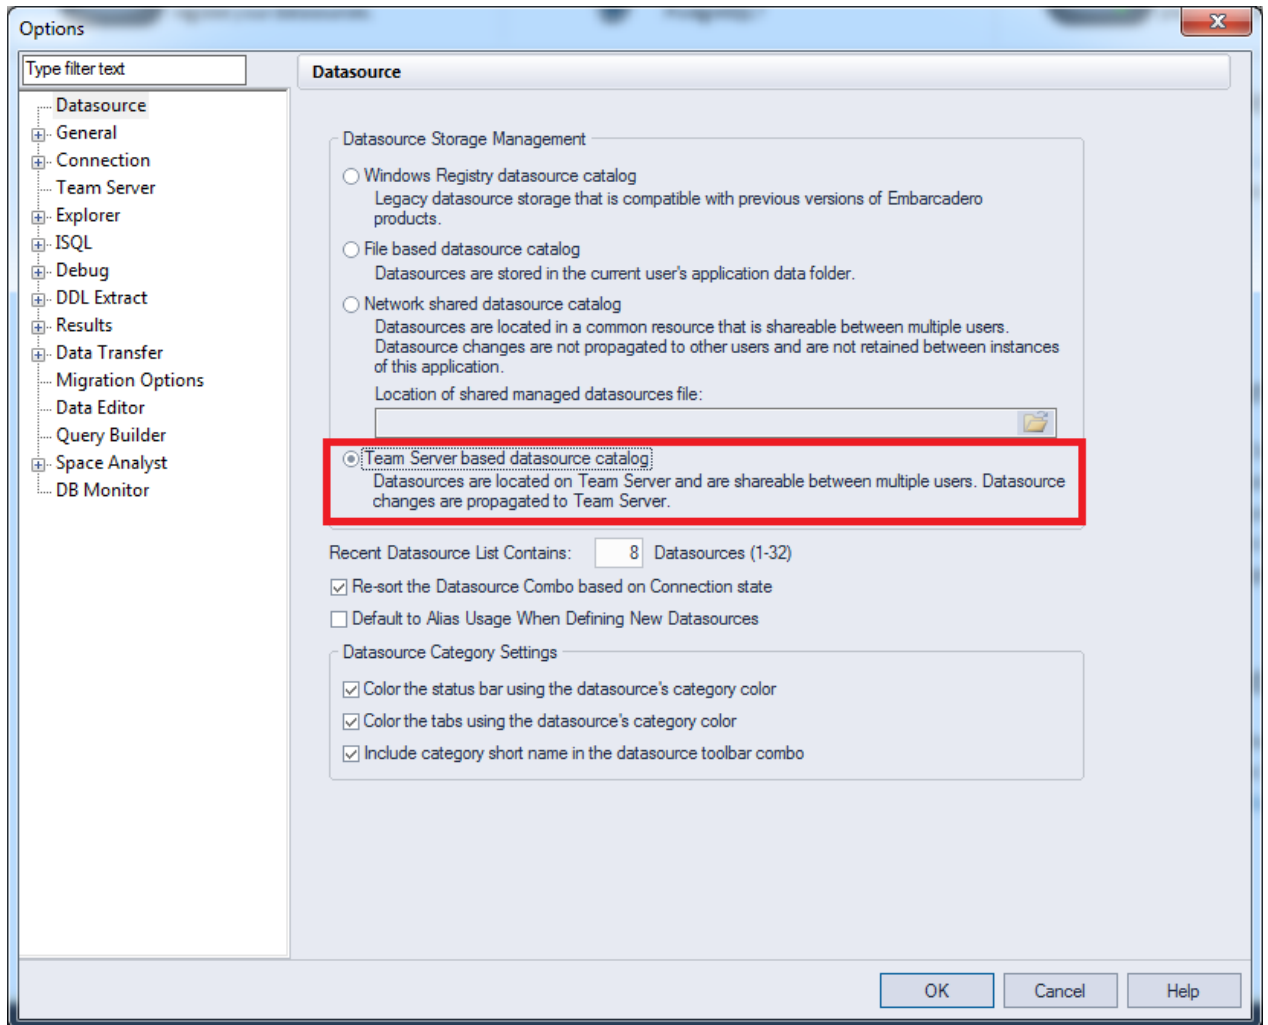 Options
Type filter text
Datasource
Datasource
General
Connection
Team Server
Explorer
ISQL
Debug
DDL Extract
Results
Data Transfer
Migration Options
Data Editor
Query Builder
Space Analyst
DB Monitor
Datasource Storage Management
Windows Registry datasource catalog
Legacy datasource storage that is compatible with previous versions of Embarcadero
products.
File based datasource catalog
Datasources are stored in the current user's application data folder.
Network shared datasource catalog
Datasources are located in a common resource that is shareable between multiple users.
Datasource changes are not propagated to other users and are not retained between instances
of this application.
Location of shared managed datasources file:
Team Server based datasource catalog
Datasources are located on Team Server and are shareable between multiple users. Datasource
changes are propagated to Team Server.
Recent Datasource List Contains: 8 Datasources (1-32)
Re-sort the Datasource Combo based on Connection state
Default to Alias Usage When Defining New Datasources
Datasource Category Settings
Color the status bar using the datasource's category color
Color the tabs using the datasource's category color
Include category short name in the datasource toolbar combo
OK
Cancel
Help